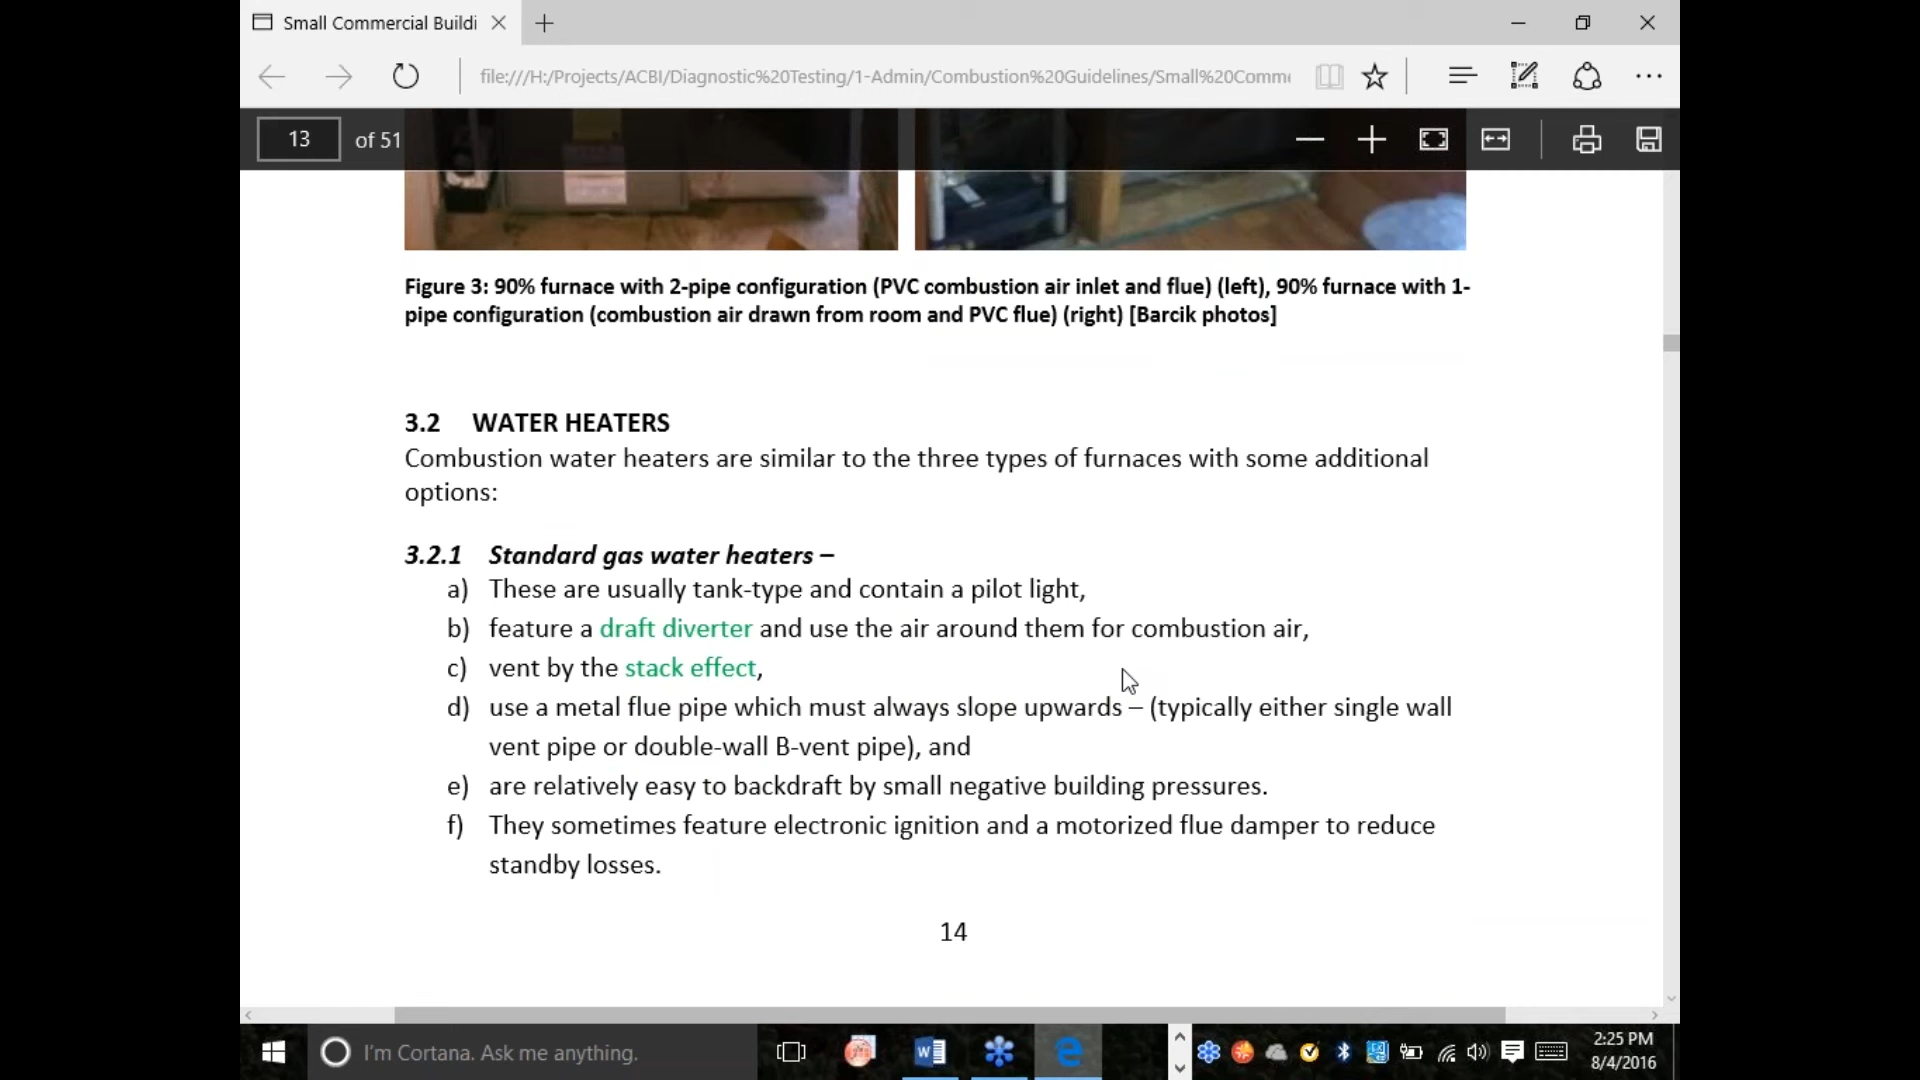 Small Commercial Buildi
file:///H:/Projects/ACBI/Diagnostic%20Testing/1-Admin/Combustion%20Guidelines/Small%20Comme
13 of 51
Figure 3: 90% furnace with 2-pipe configuration (PVC combustion air inlet and flue) (left), 90% furnace with 1-
pipe configuration (combustion air drawn from room and PVC flue) (right) [Barcik photos]
3.2 WATER HEATERS
Combustion water heaters are similar to the three types of furnaces with some additional
options:
3.2.1 Standard gas water heaters –
a) These are usually tank-type and contain a pilot light,
b) feature a draft diverter and use the air around them for combustion air,
c) vent by the stack effect,
d) use a metal flue pipe which must always slope upwards – (typically either single wall
vent pipe or double-wall B-vent pipe), and
e) are relatively easy to backdraft by small negative building pressures.
f) They sometimes feature electronic ignition and a motorized flue damper to reduce
standby losses.
14
I'm Cortana. Ask me anything.
2:25 PM
8/4/2016